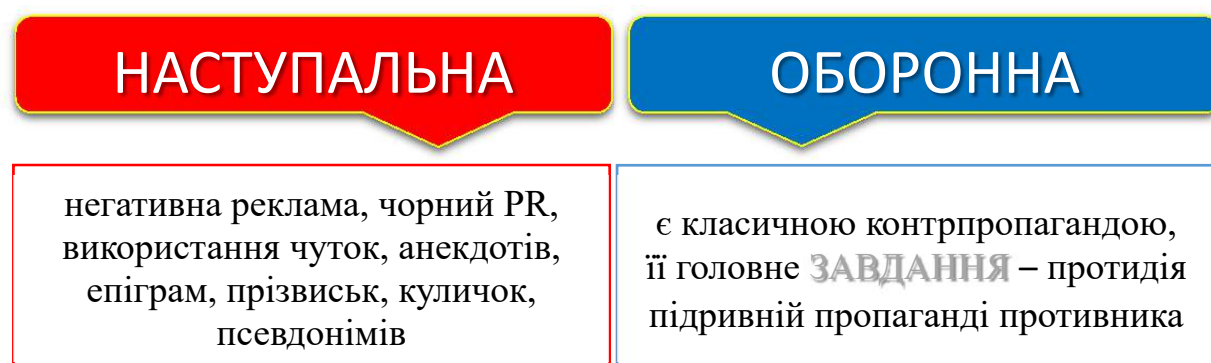 НАСТУПАЛЬНА
негативна реклама, чорний PR,
використання чуток, анекдотів,
епіграм, прізвиськ, куличок,
псевдонімів
ОБОРОННА
є класичною контрпропагандою,
її головне ЗАВДАННЯ – протидія
підривній пропаганді противника